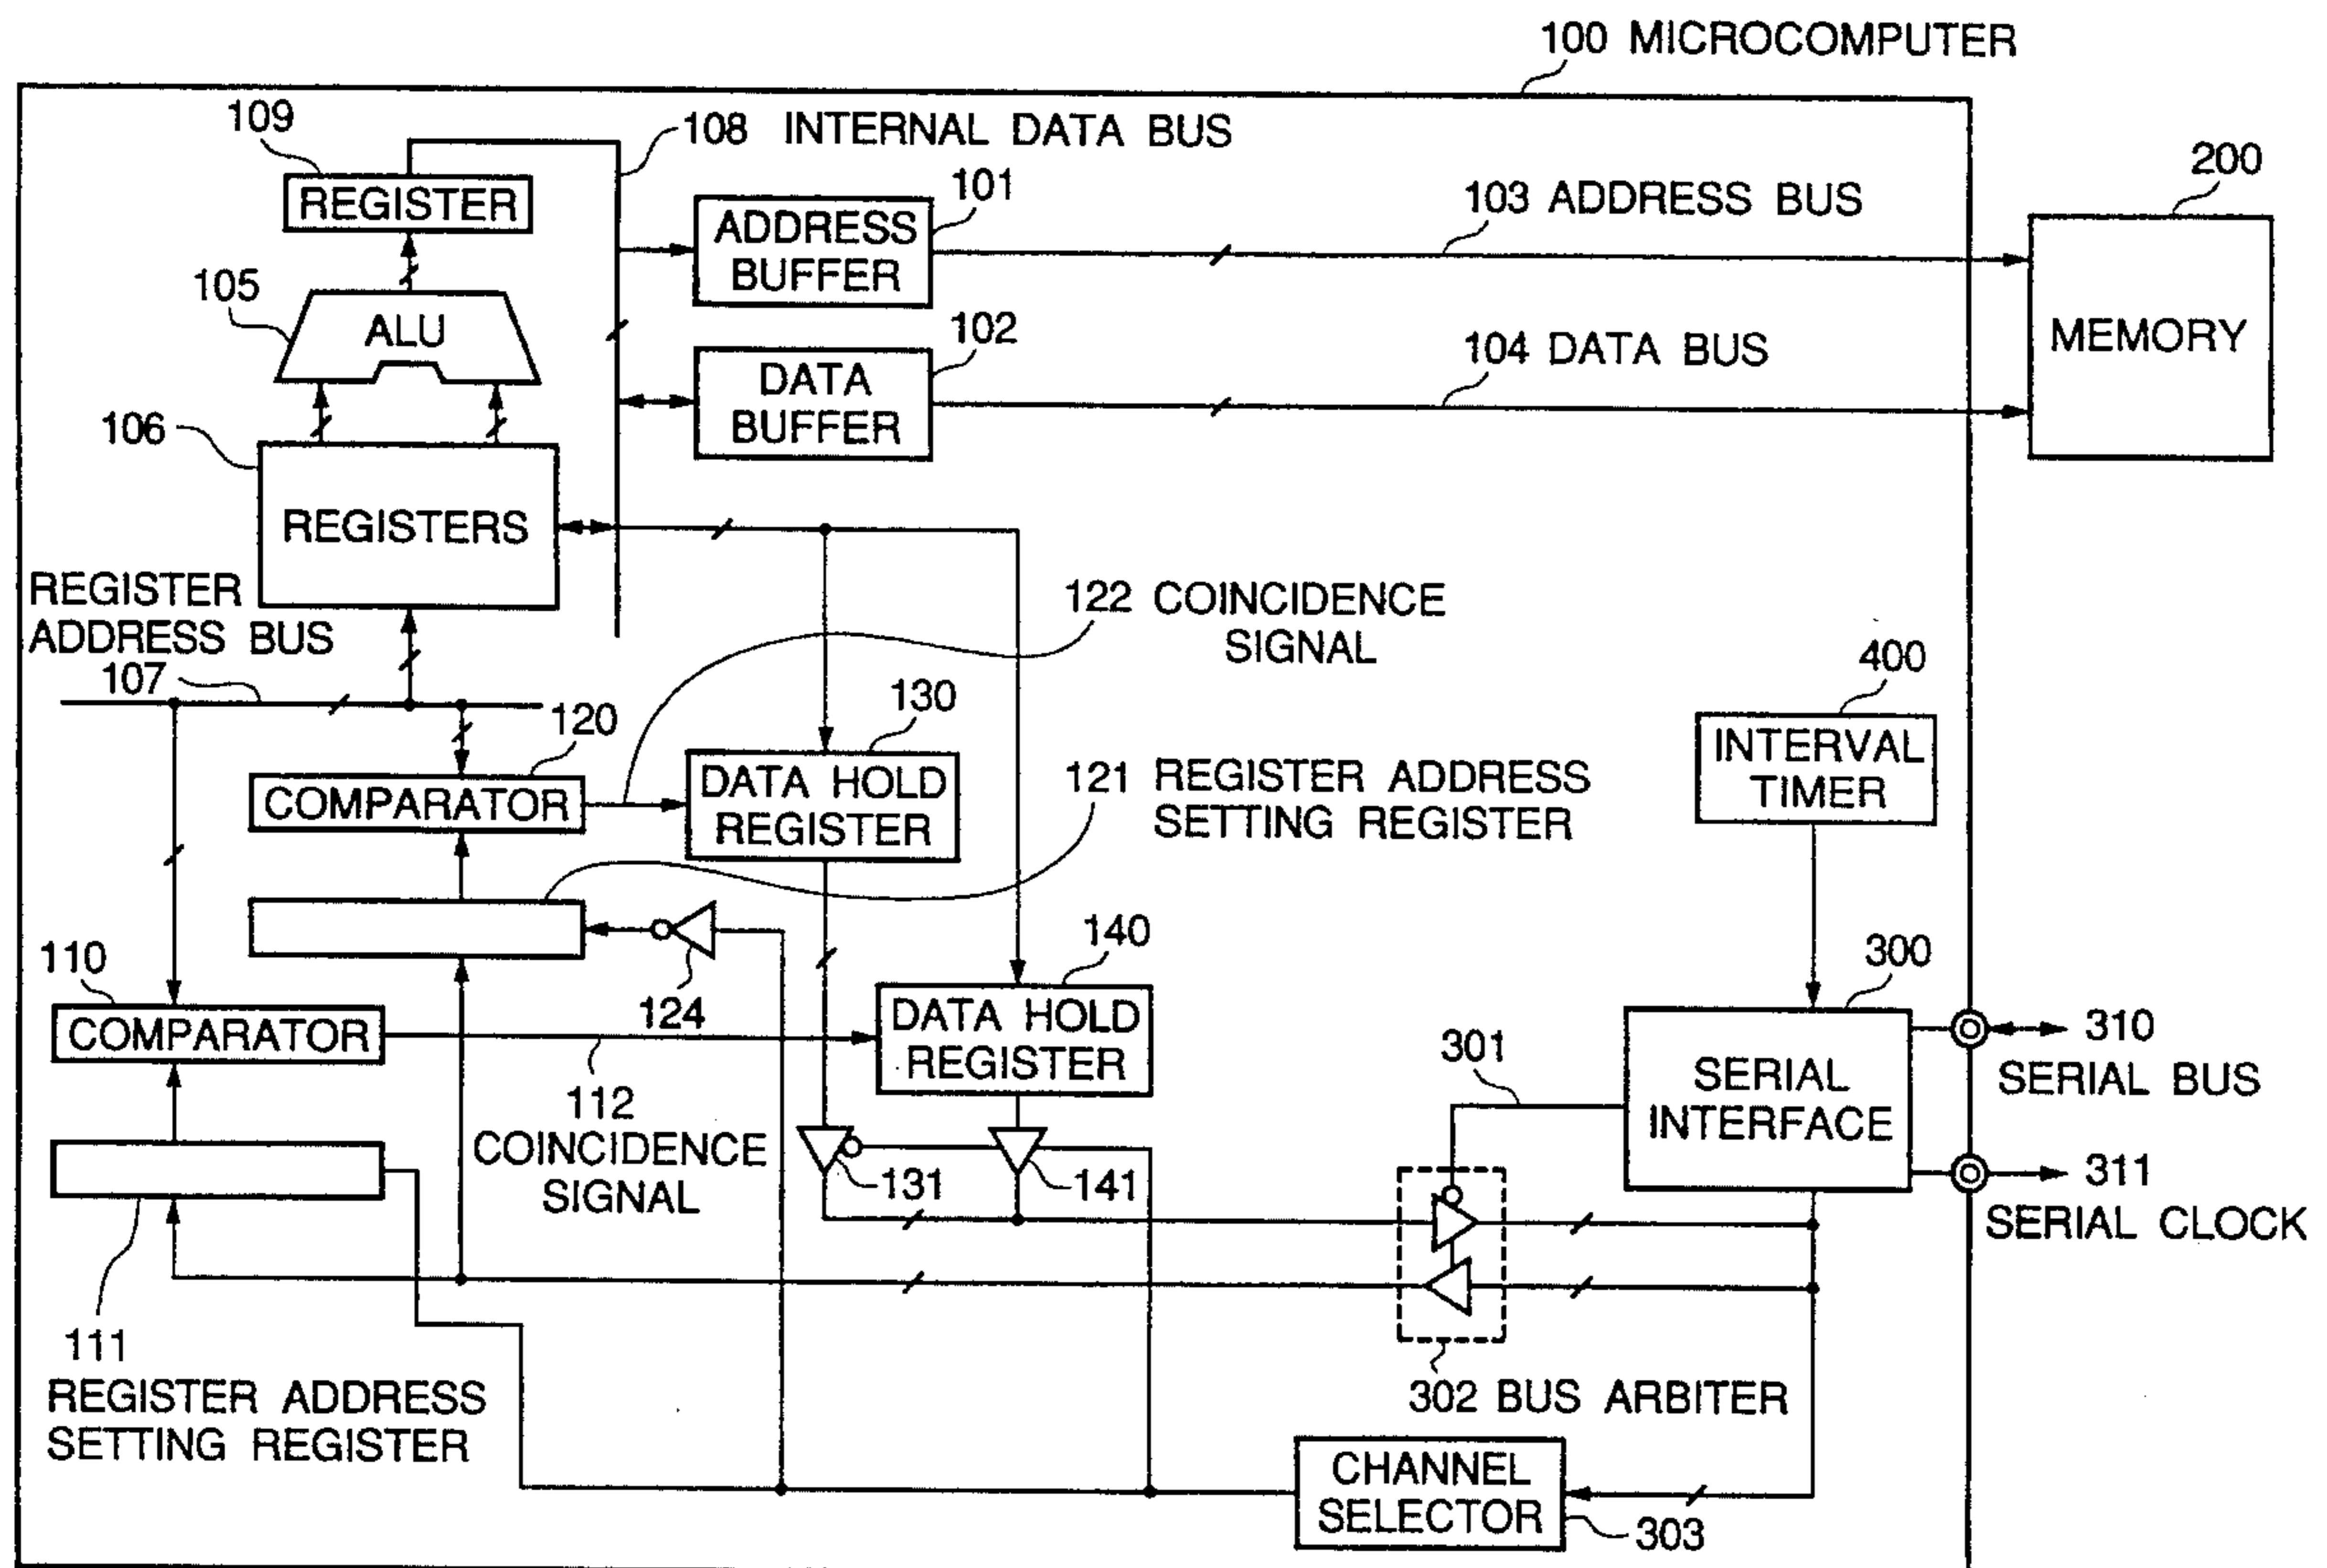 100 MICROCOMPUTER
109
108 INTERNAL DATA BUS
REGISTER
101
ADDRESS
BUFFER
103 ADDRESS BUS
200
105
ALU
102
DATA
BUFFER
104 DATA BUS
MEMORY
106
REGISTERS
REGISTER
ADDRESS BUS
107
122 COINCIDENCE
SIGNAL
400
INTERVAL
TIMER
120
COMPARATOR
130
DATA HOLD
REGISTER
121 REGISTER ADDRESS
SETTING REGISTER
124
140
DATA HOLD
REGISTER
110
COMPARATOR
112
COINCIDENCE
SIGNAL
300
SERIAL
INTERFACE
301
310
SERIAL BUS
311
SERIAL CLOCK
131
141
111
REGISTER ADDRESS
SETTING REGISTER
302 BUS ARBITER
CHANNEL
SELECTOR
303